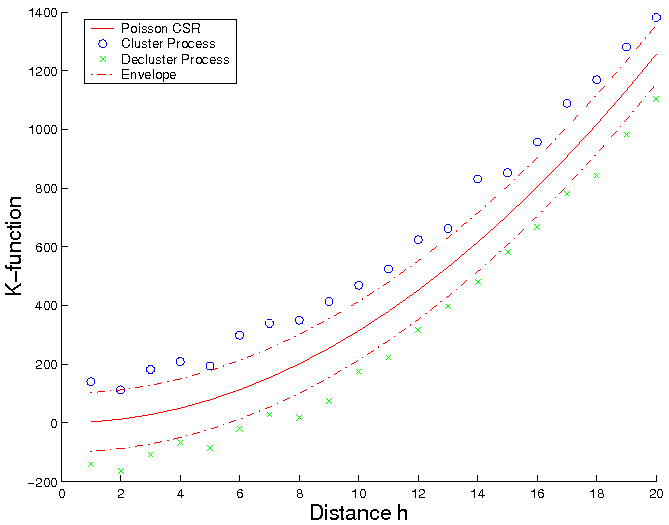 1400
1200
1000
800
600
400
200
0
−200
0 2 4 6 8 10 12 14 16 18 20
K−function
Distance h
Poisson CSR
Cluster Process
Decluster Process
Envelope